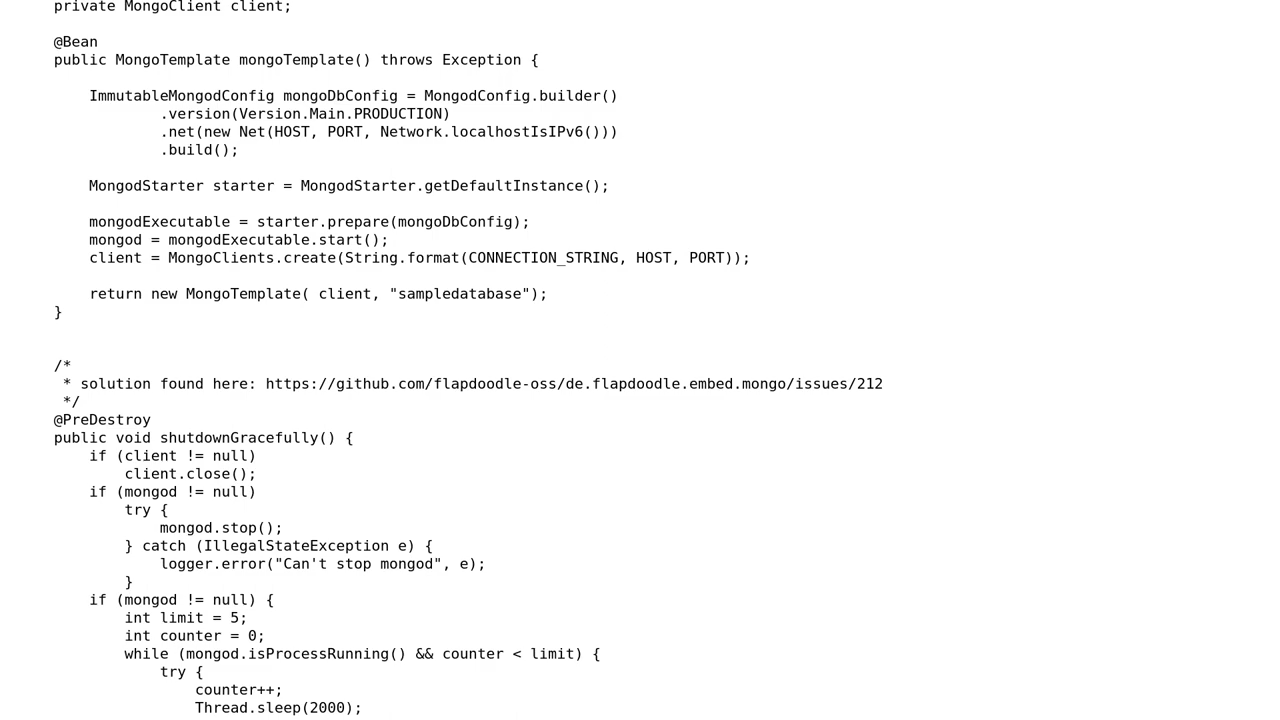 private MongoClient client;
@Bean
public MongoTemplate mongoTemplate() throws Exception {
ImmutableMongodConfig mongoDbConfig = MongodConfig.builder()
.version(Version.Main.PRODUCTION)
.net(new Net(HOST, PORT, Network.localhostIsIPv6()))
.build();
MongodStarter starter = MongodStarter.getDefaultInstance();
mongodExecutable = starter.prepare(mongoDbConfig);
mongod = mongodExecutable.start();
client = MongoClients.create(String.format(CONNECTION_STRING, HOST, PORT));
return new MongoTemplate( client, "sampledatabase");
}
/*
* solution found here: https://github.com/flapdoodle-oss/de.flapdoodle.embed.mongo/issues/212
*/
@PreDestroy
public void shutdownGracefully() {
if (client != null)
client.close();
if (mongod != null)
try {
mongod.stop();
} catch (IllegalStateException e) {
logger.error("Can't stop mongod", e);
}
if (mongod != null) {
int limit = 5;
int counter = 0;
while (mongod.isProcessRunning() && counter < limit) {
try {
counter++;
Thread.sleep(2000);